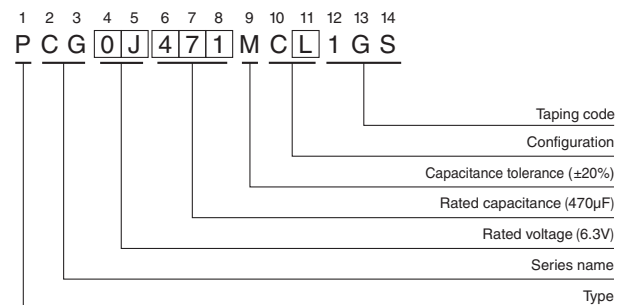 1 2 3 4 5 6 7 8 9 10 11 12 13 14
P C G 0 J 4 7 1 M C L 1 G S
Taping code
Configuration
Capacitance tolerance (±20%)
Rated capacitance (470µF)
Rated voltage (6.3V)
Series name
Type